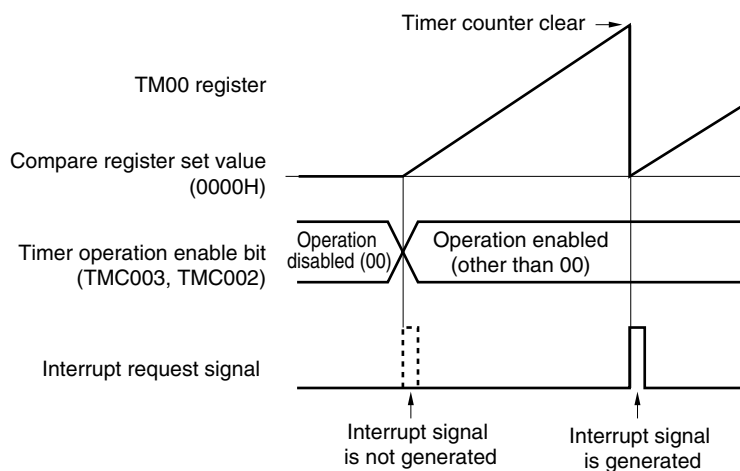 Timer counter clear
TM00 register
Compare register set value
(0000H)
Timer operation enable bit
(TMC003, TMC002)
Operation
disabled (00)
Operation enabled
(other than 00)
Interrupt request signal
Interrupt signal
is not generated
Interrupt signal
is generated